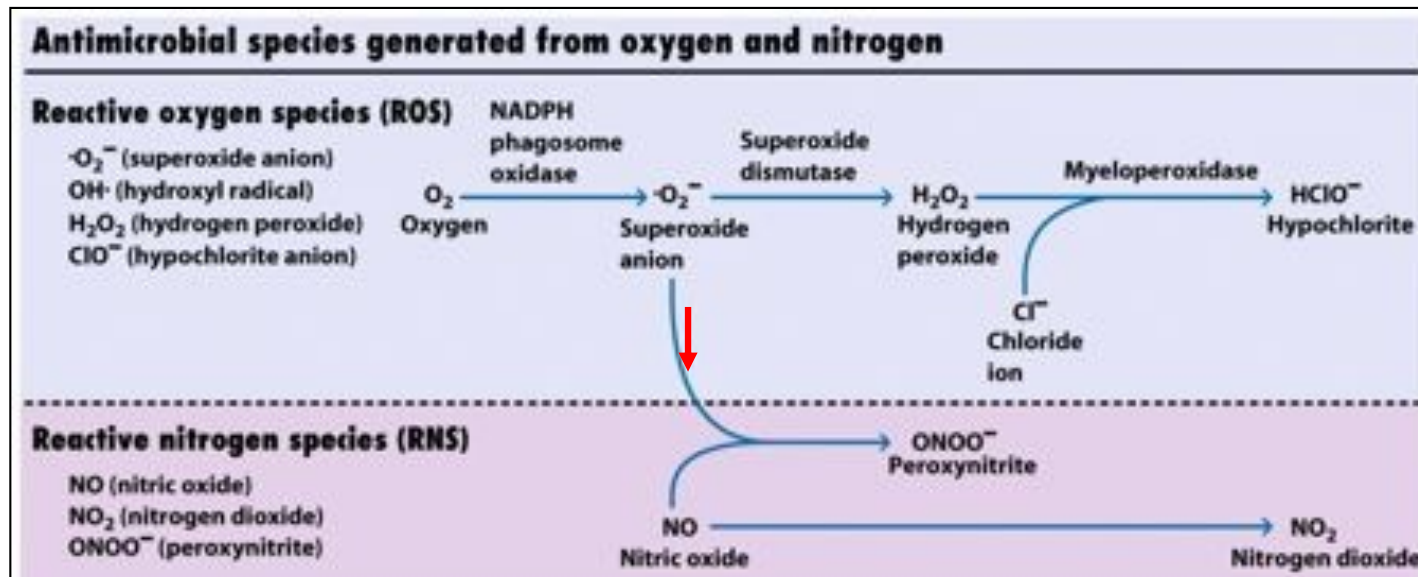 Antimicrobial species generated from oxygen and nitrogen
Reactive oxygen species (ROS)
·O₂⁻ (superoxide anion)
OH· (hydroxyl radical)
H₂O₂ (hydrogen peroxide)
ClO⁻ (hypochlorite anion)
O₂
Oxygen
NADPH
phagosome
oxidase
·O₂⁻
Superoxide
anion
Superoxide
dismutase
H₂O₂
Hydrogen
peroxide
Myeloperoxidase
HClO⁻
Hypochlorite
Cl⁻
Chloride
ion
Reactive nitrogen species (RNS)
NO (nitric oxide)
NO₂ (nitrogen dioxide)
ONOO⁻ (peroxynitrite)
ONOO⁻
Peroxynitrite
NO
Nitric oxide
NO₂
Nitrogen dioxide